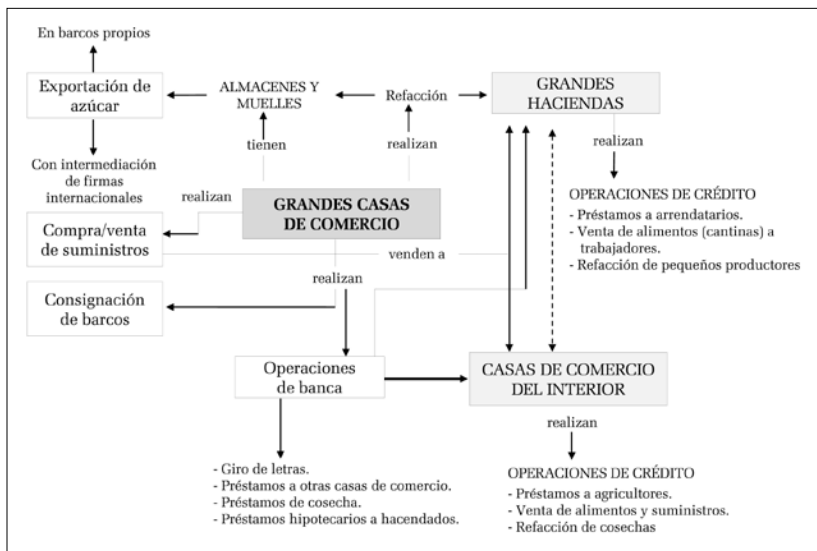 En barcos propios
Exportación de
azúcar
ALMACENES Y
MUELLES
Refacción
GRANDES
HACIENDAS
tienen
realizan
realizan
Con intermediación
de firmas
internacionales
realizan
GRANDES CASAS
DE COMERCIO
OPERACIONES DE CRÉDITO
- Préstamos a arrendatarios.
- Venta de alimentos (cantinas) a
trabajadores.
- Refacción de pequeños productores
Compra/venta
de suministros
venden a
realizan
Consignación
de barcos
Operaciones
de banca
CASAS DE COMERCIO
DEL INTERIOR
realizan
- Giro de letras.
- Préstamos a otras casas de comercio.
- Préstamos de cosecha.
- Préstamos hipotecarios a hacendados.
OPERACIONES DE CRÉDITO
- Préstamos a agricultores.
- Venta de alimentos y suministros.
- Refacción de cosechas